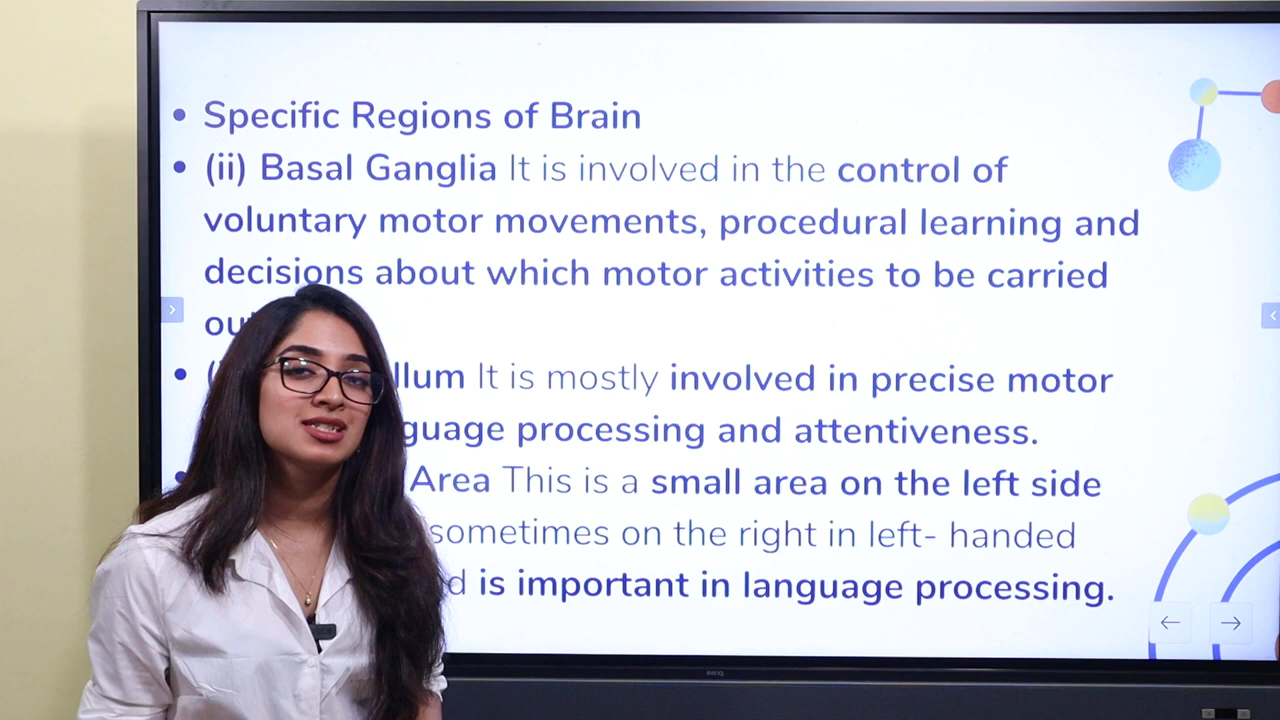 • Specific Regions of Brain
• (ii) Basal Ganglia It is involved in the control of
voluntary motor movements, procedural learning and
decisions about which motor activities to be carried
ou
• ( llum It is mostly involved in precise motor
guage processing and attentiveness.
Area This is a small area on the left side
sometimes on the right in left- handed
d is important in language processing.
BenQ